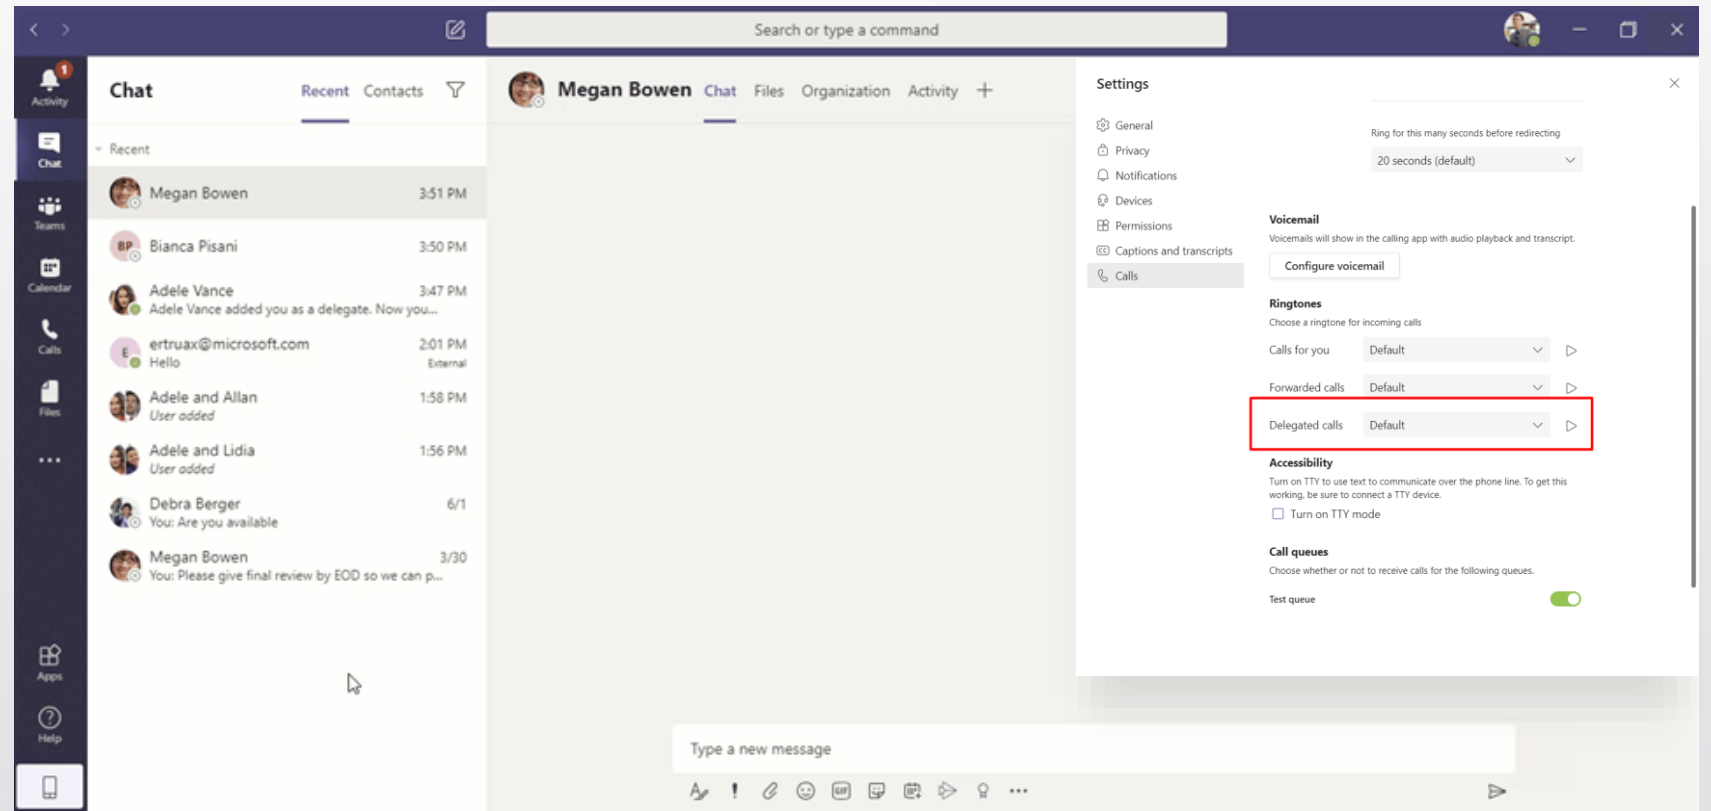 Search or type a command
1
Activity
Chat
Teams
Calendar
Calls
Files
Apps
Help
Chat
Recent
Contacts
Recent
Megan Bowen
3:51 PM
BP
Bianca Pisani
3:50 PM
Adele Vance
3:47 PM
Adele Vance added you as a delegate. Now you...
E
ertruax@microsoft.com
2:01 PM
Hello
External
Adele and Allan
1:58 PM
User added
Adele and Lidia
1:56 PM
User added
Debra Berger
6/1
You: Are you available
Megan Bowen
3/30
You: Please give final review by EOD so we can p...
Megan Bowen
Chat
Files
Organization
Activity
Type a new message
GIF
Settings
General
Privacy
Notifications
Devices
Permissions
CC
Captions and transcripts
Calls
Ring for this many seconds before redirecting
20 seconds (default)
Voicemail
Voicemails will show in the calling app with audio playback and transcript.
Configure voicemail
Ringtones
Choose a ringtone for incoming calls
Calls for you
Default
Forwarded calls
Default
Delegated calls
Default
Accessibility
Turn on TTY to use text to communicate over the phone line. To get this
working, be sure to connect a TTY device.
Turn on TTY mode
Call queues
Choose whether or not to receive calls for the following queues.
Test queue